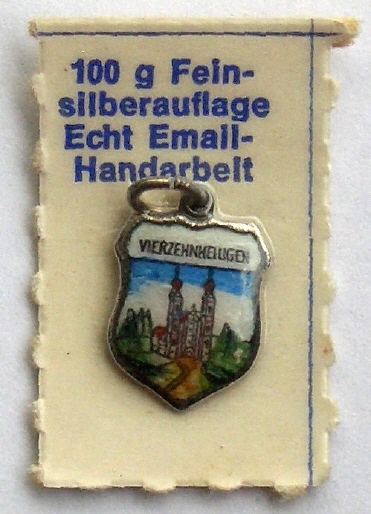 100 g Fein-
silberauflage
Echt Email-
Handarbeit
VIERZEHNHEILIGEN